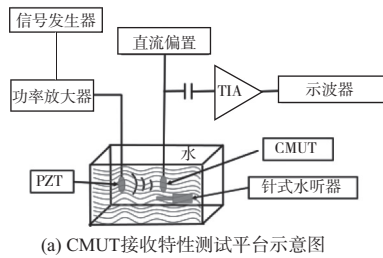 信号发生器
直流偏置
功率放大器
TIA
示波器
水
CMUT
PZT
针式水听器
(a) CMUT接收特性测试平台示意图